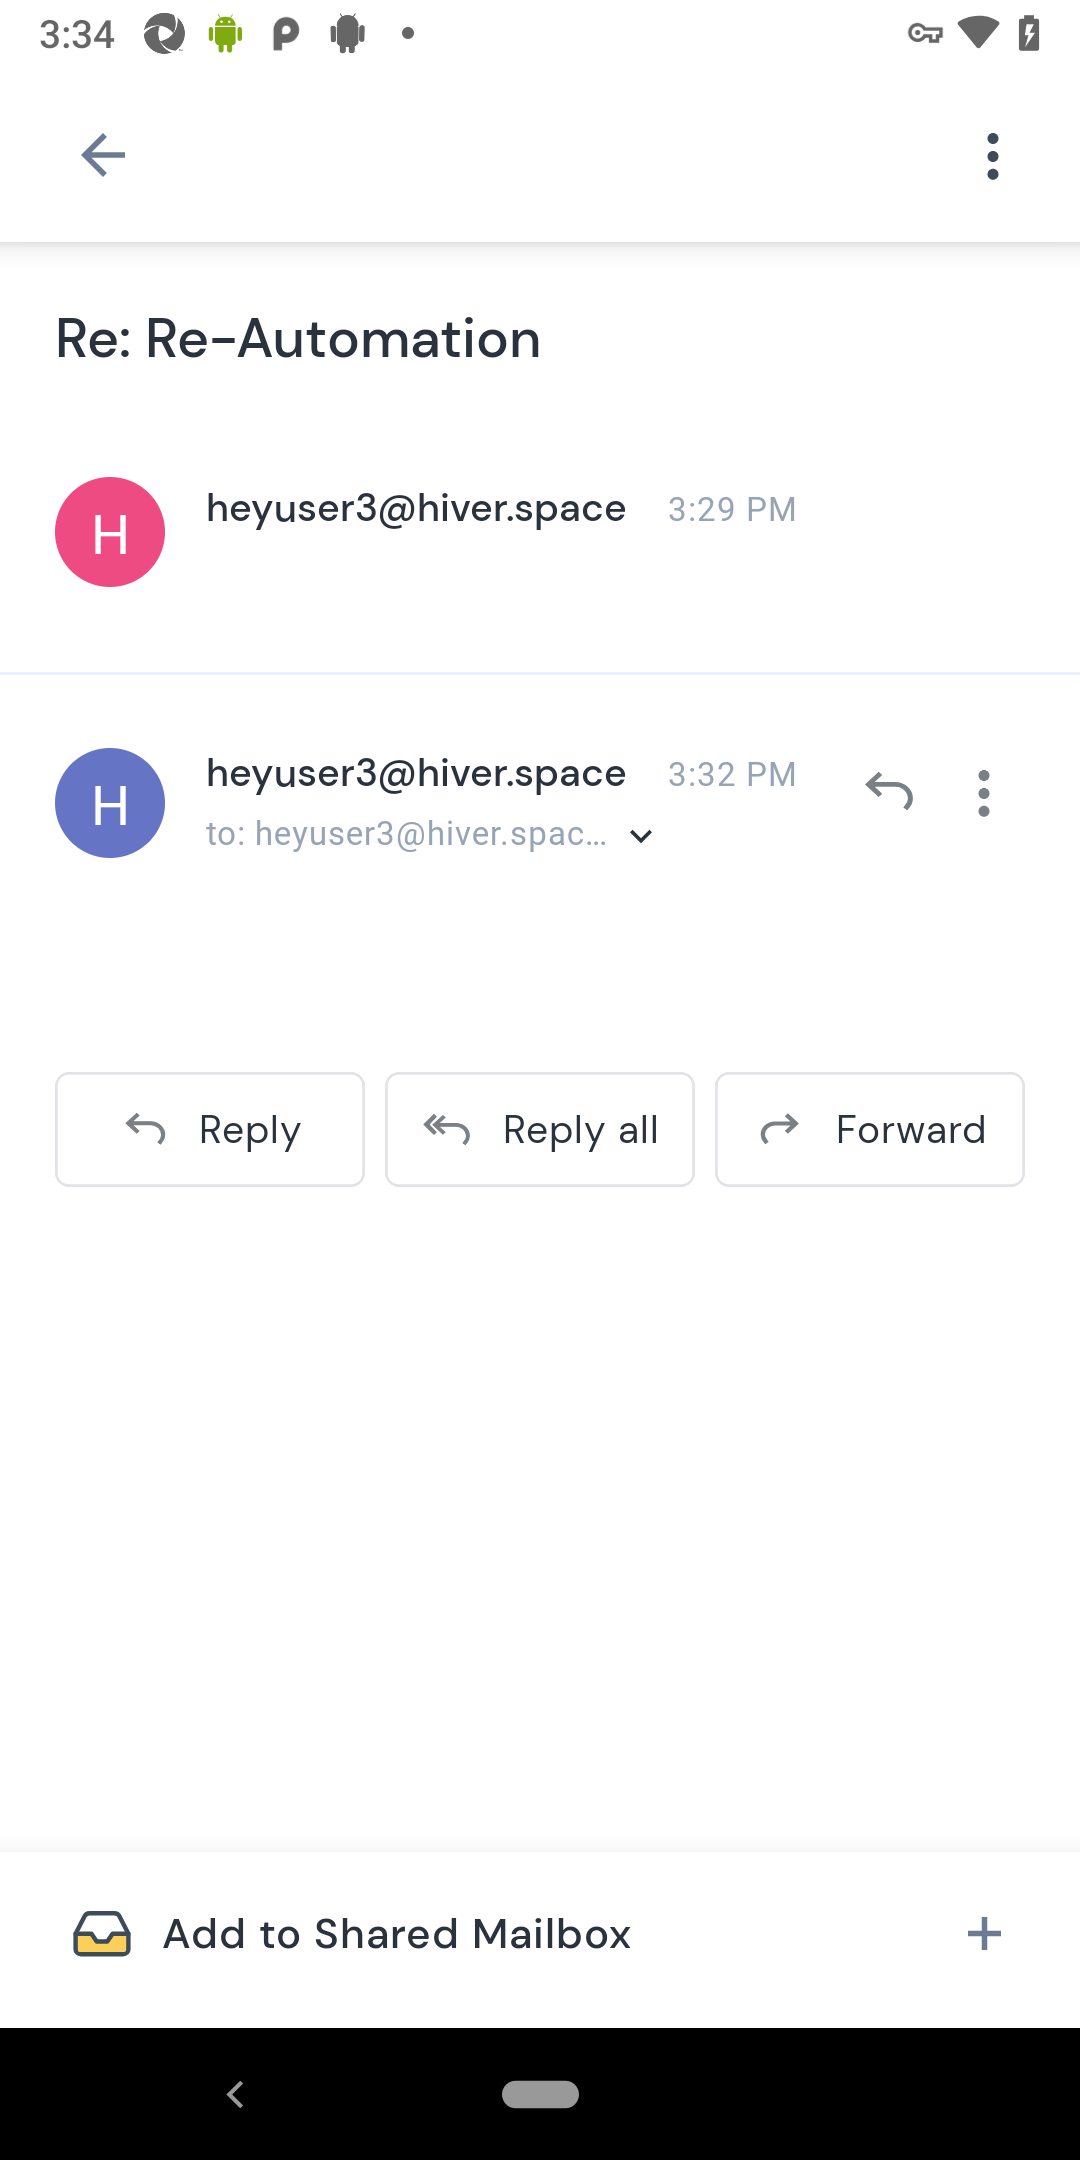 3:34
Re: Re-Automation
H
heyuser3@hiver.space 3:29 PM
H
heyuser3@hiver.space 3:32 PM
to: heyuser3@hiver.spac...
Reply Reply all Forward
Add to Shared Mailbox